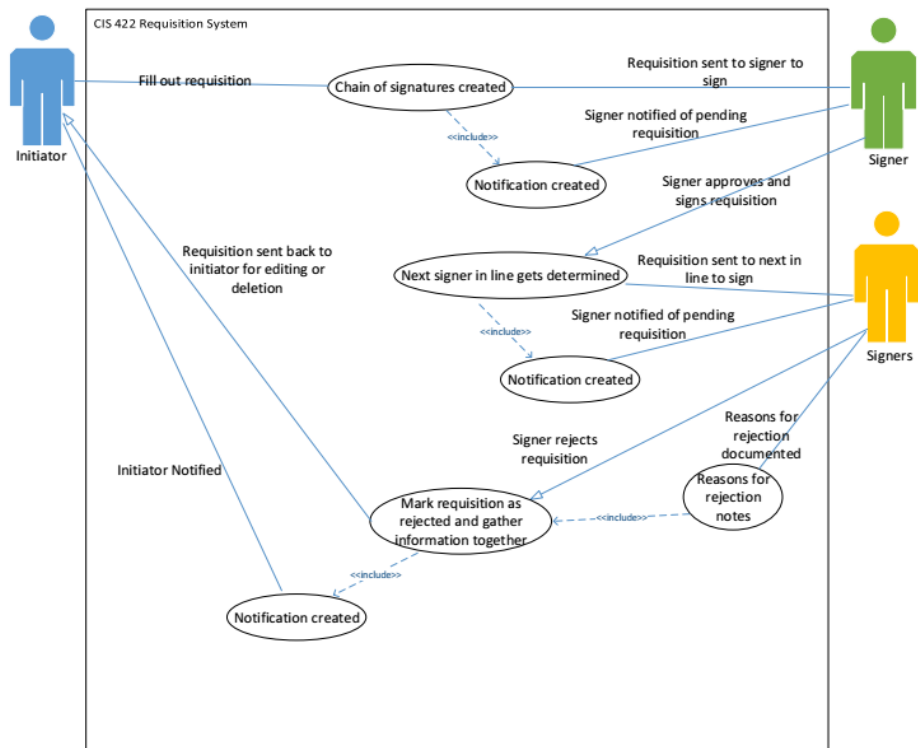 CIS 422 Requisition System
Fill out requisition
Chain of signatures created
Requisition sent to signer to
sign
<<include>>
Signer notified of pending
requisition
Initiator
Signer
Notification created
Signer approves and
signs requisition
Requisition sent back to
initiator for editing or
deletion
Next signer in line gets determined
Requisition sent to next in
line to sign
<<include>>
Signer notified of pending
requisition
Signers
Notification created
Signer rejects
requisition
Reasons for
rejection
documented
Initiator Notified
Reasons for
rejection
notes
Mark requisition as
rejected and gather
information together
<<include>>
<<include>>
Notification created